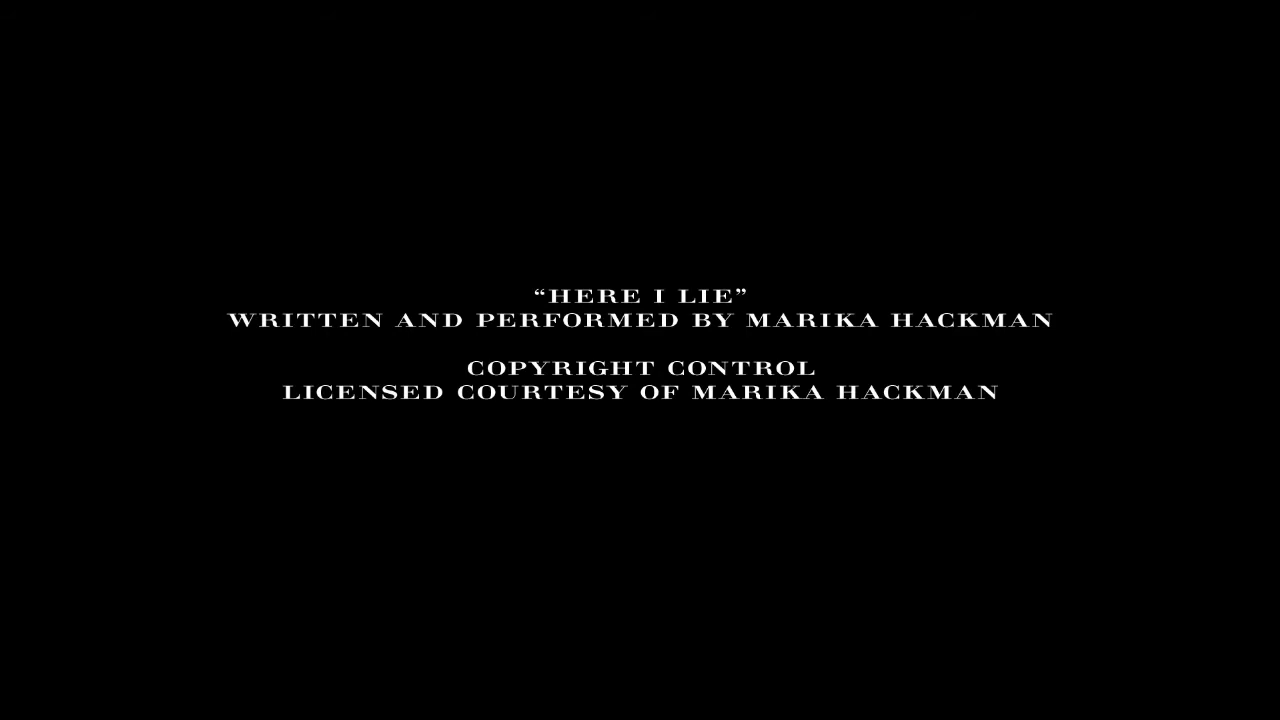 “HERE I LIE”
WRITTEN AND PERFORMED BY MARIKA HACKMAN
COPYRIGHT CONTROL
LICENSED COURTESY OF MARIKA HACKMAN